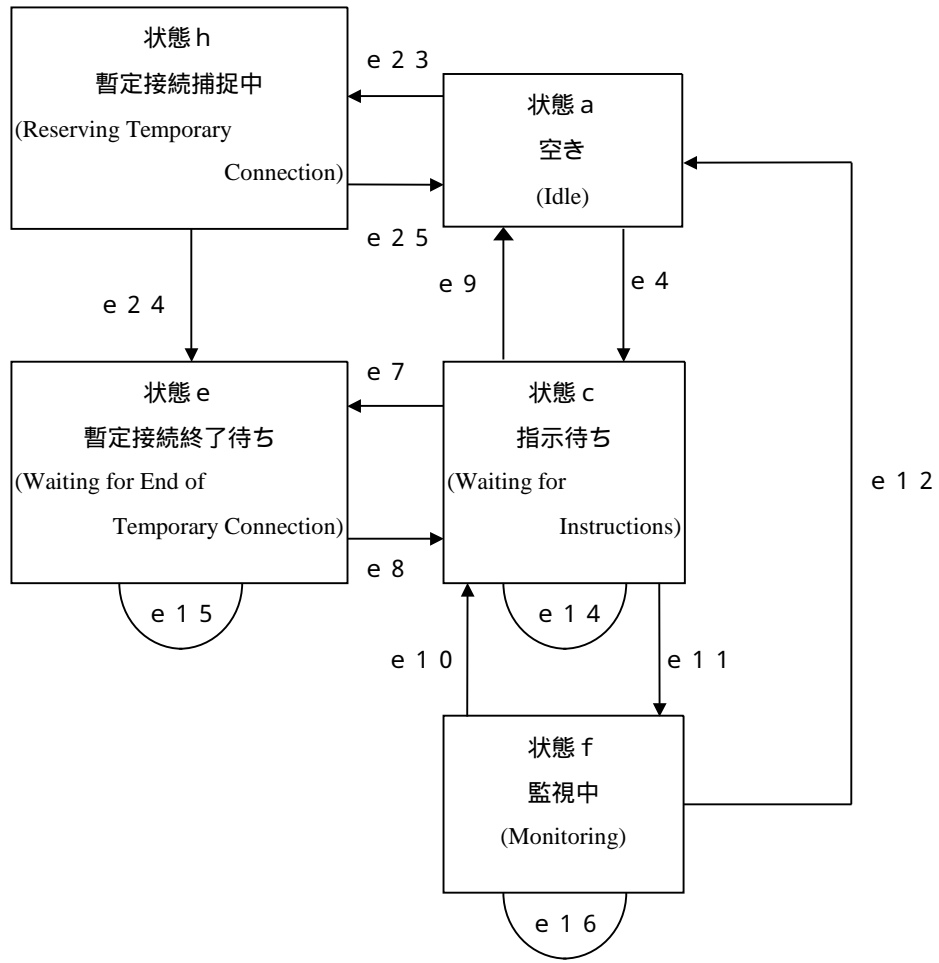 状態ｈ
暫定接続捕捉中
(Reserving Temporary
Connection)
ｅ２３
状態ａ
空き
(Idle)
ｅ２５
ｅ２４
ｅ９
ｅ４
状態ｅ
暫定接続終了待ち
(Waiting for End of
Temporary Connection)
ｅ７
状態ｃ
指示待ち
(Waiting for
Instructions)
ｅ１２
ｅ８
ｅ１５
ｅ１４
ｅ１０
ｅ１１
状態ｆ
監視中
(Monitoring)
ｅ１６